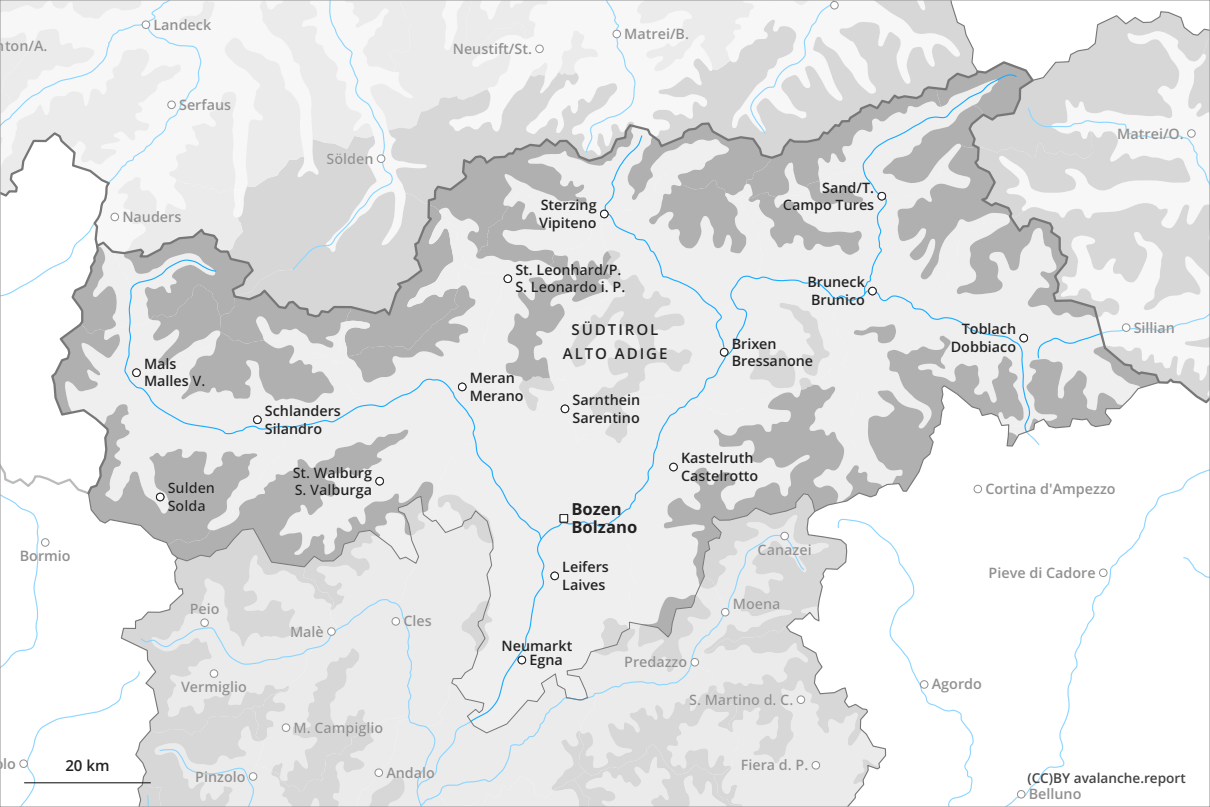 Landeck
nton/A.
Neustift/St.
Matrei/B.
Serfaus
Matrei/O.
Sölden
Nauders
Sand/T.
Campo Tures
Sterzing
Vipiteno
St. Leonhard/P.
S. Leonardo i. P.
Bruneck
Brunico
SÜDTIROL
ALTO ADIGE
Toblach
Dobbiaco
Sillian
Brixen
Bressanone
Mals
Malles V.
Meran
Merano
Sarnthein
Sarentino
Schlanders
Silandro
St. Walburg
S. Valburga
Kastelruth
Castelrotto
Sulden
Solda
Cortina d'Ampezzo
Bozen
Bolzano
Bormio
Canazei
Leifers
Laives
Pieve di Cadore
Peio
Moena
Malè
Cles
Neumarkt
Egna
Predazzo
Vermiglio
Agordo
S. Martino d. C.
M. Campiglio
olo
20 km
Pinzolo
Andalo
Fiera d. P.
(CC)BY avalanche.report
Belluno